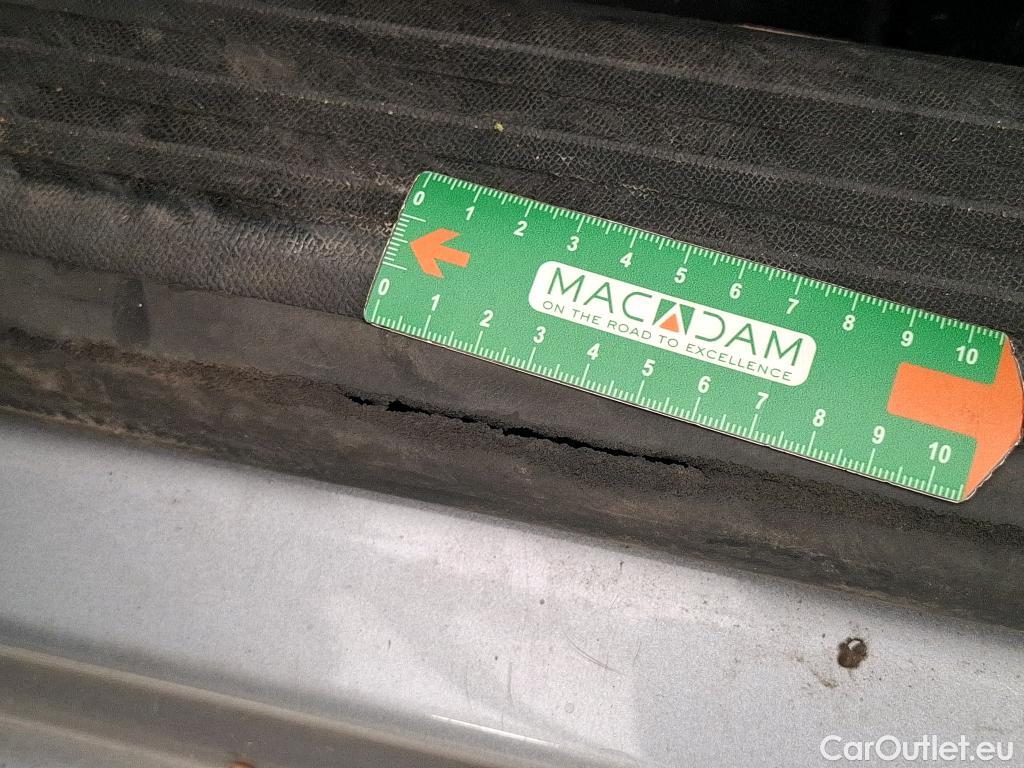 0 1 2 3 4 5 6 7 8 9 10
MACADAM
ON THE ROAD TO EXCELLENCE
0 1 2 3 4 5 6 7 8 9 10
CarOutlet.eu